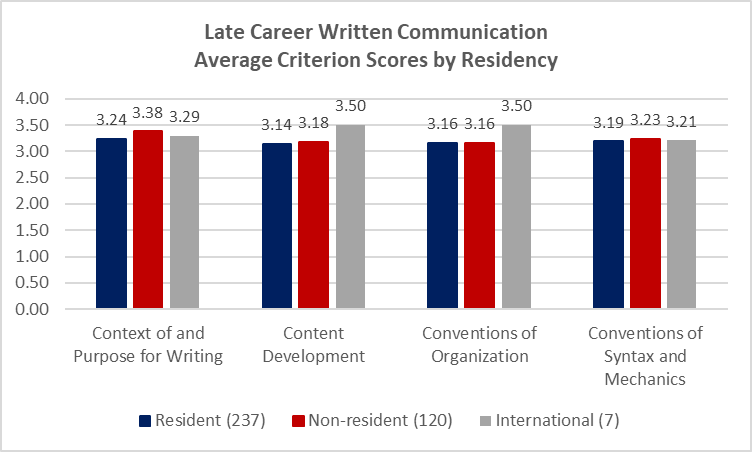 Late Career Written Communication
Average Criterion Scores by Residency
4.00
3.50
3.00
2.50
2.00
1.50
1.00
0.50
0.00
3.24 3.38 3.29
3.14 3.18 3.50
3.16 3.16 3.50
3.19 3.23 3.21
Context of and
Purpose for Writing
Content
Development
Conventions of
Organization
Conventions of
Syntax and
Mechanics
Resident (237) Non-resident (120) International (7)